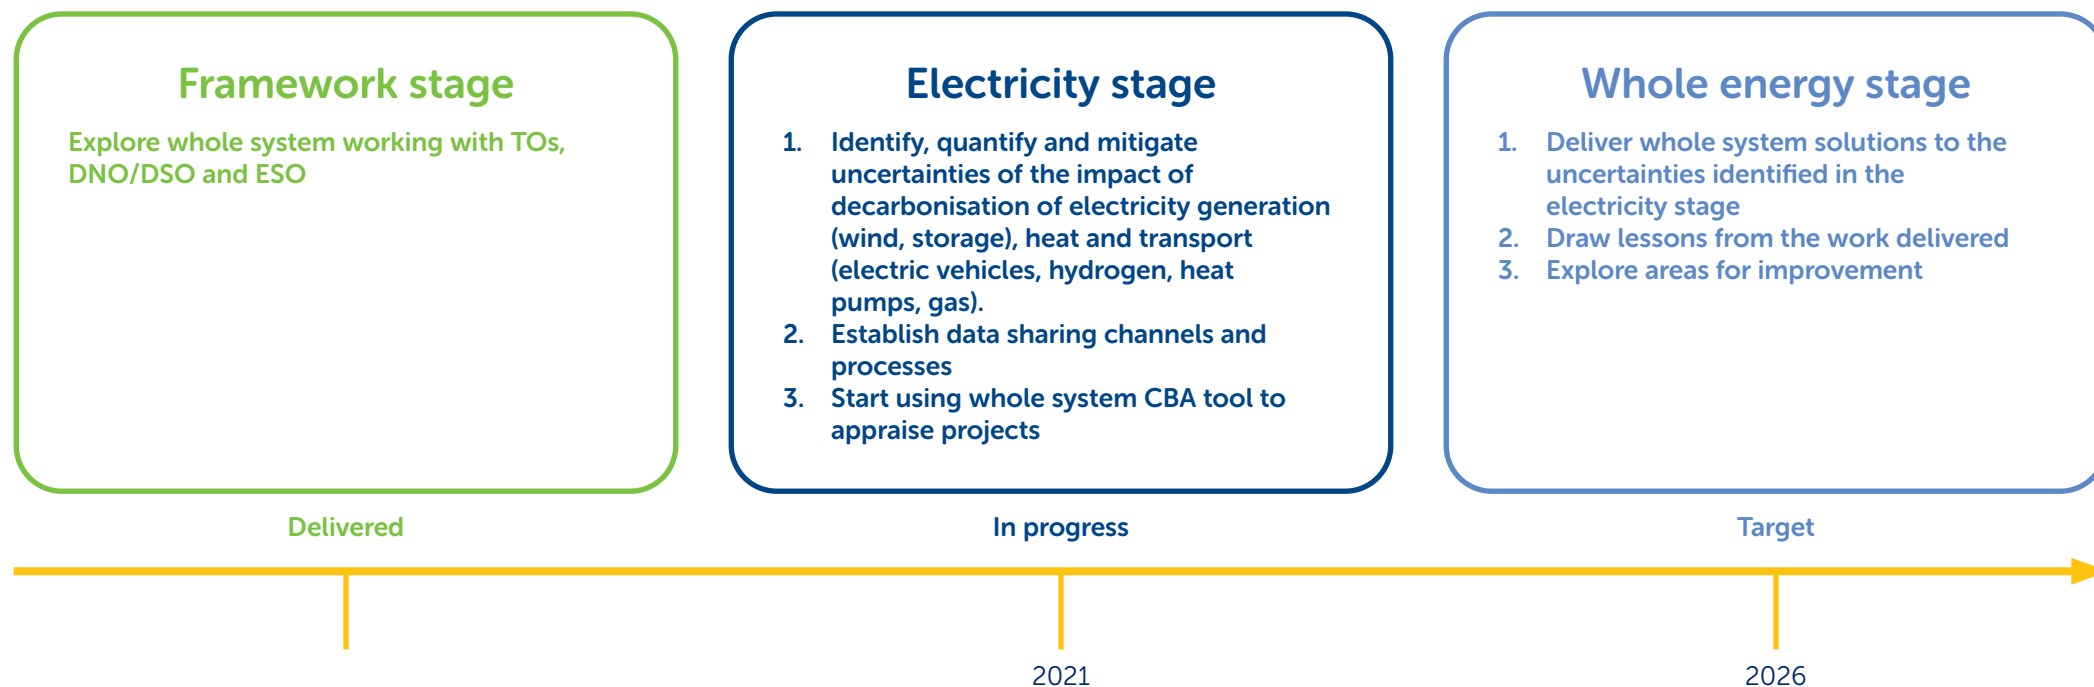 Framework stage
Explore whole system working with TOs,
DNO/DSO and ESO
Delivered
Electricity stage
1. Identify, quantify and mitigate
uncertainties of the impact of
decarbonisation of electricity generation
(wind, storage), heat and transport
(electric vehicles, hydrogen, heat
pumps, gas).
2. Establish data sharing channels and
processes
3. Start using whole system CBA tool to
appraise projects
In progress
2021
Whole energy stage
1. Deliver whole system solutions to the
uncertainties identified in the
electricity stage
2. Draw lessons from the work delivered
3. Explore areas for improvement
Target
2026